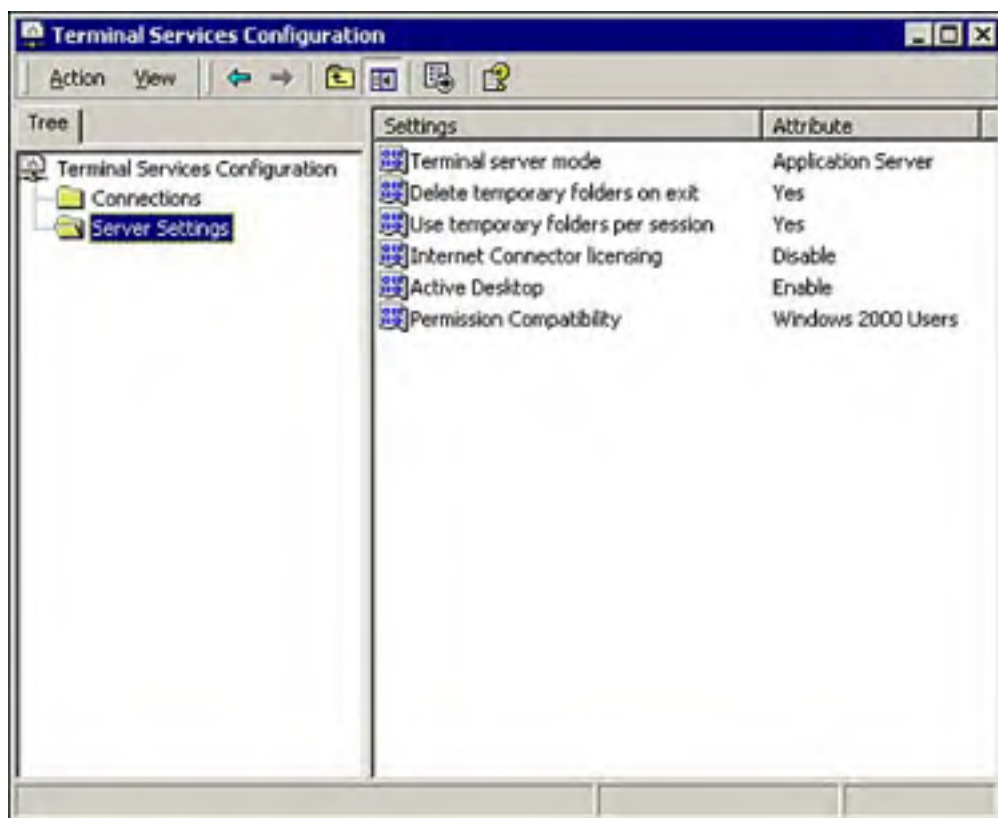 Terminal Services Configuration
Action View
Tree
Terminal Services Configuration
Connections
Server Settings
Settings Attribute
Terminal server mode Application Server
Delete temporary folders on exit Yes
Use temporary folders per session Yes
Internet Connector licensing Disable
Active Desktop Enable
Permission Compatibility Windows 2000 Users